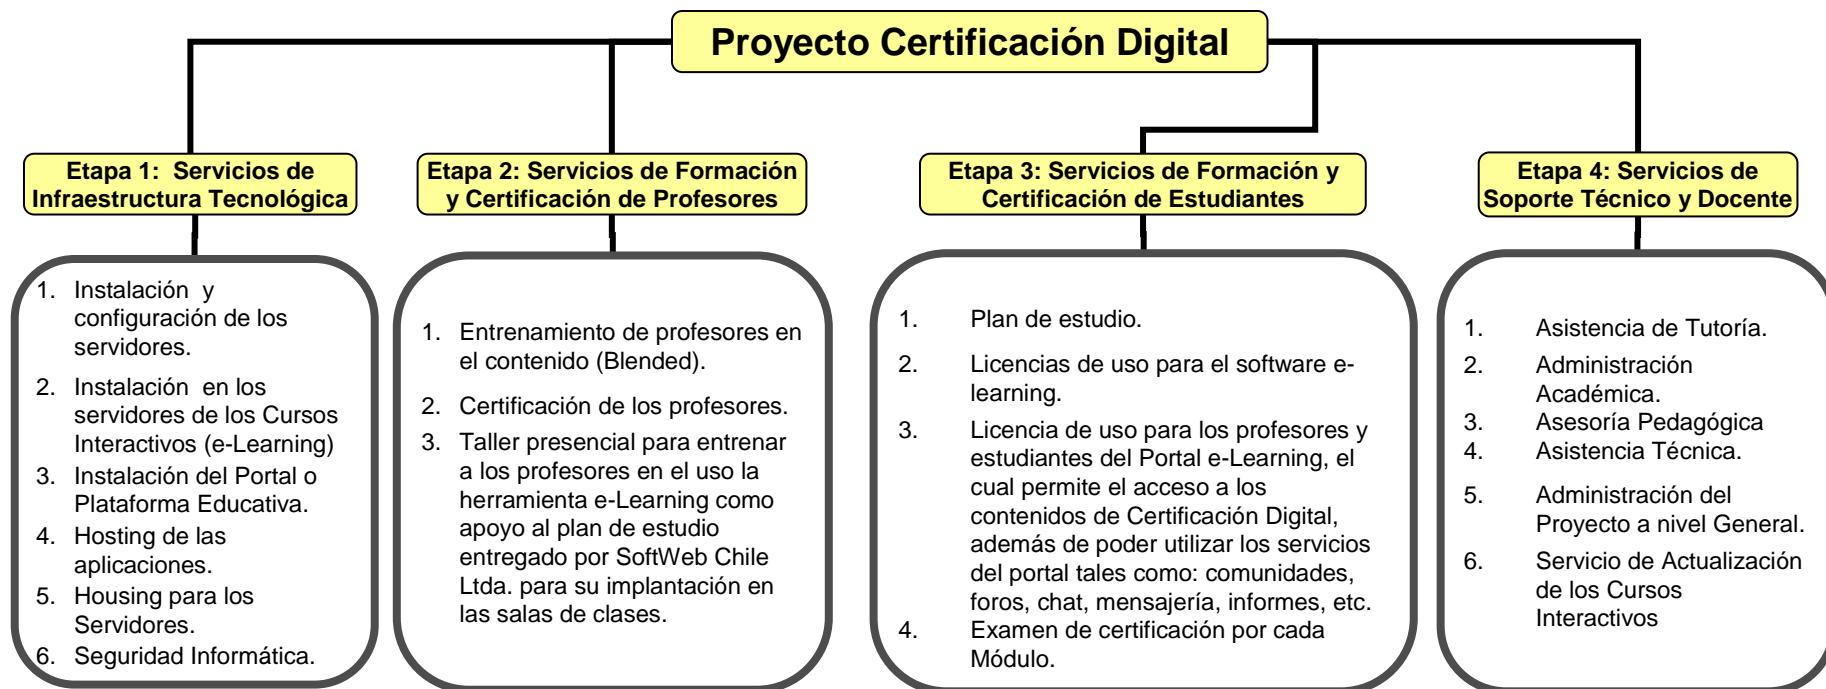 Proyecto Certificación Digital
Etapa 1: Servicios de
Infraestructura Tecnológica
1. Instalación y
configuración de los
servidores.
2. Instalación en los
servidores de los Cursos
Interactivos (e-Learning)
3. Instalación del Portal o
Plataforma Educativa.
4. Hosting de las
aplicaciones.
5. Housing para los
Servidores.
6. Seguridad Informática.
Etapa 2: Servicios de Formación
y Certificación de Profesores
1. Entrenamiento de profesores en
el contenido (Blended).
2. Certificación de los profesores.
3. Taller presencial para entrenar
a los profesores en el uso la
herramienta e-Learning como
apoyo al plan de estudio
entregado por SoftWeb Chile
Ltda. para su implantación en
las salas de clases.
Etapa 3: Servicios de Formación y
Certificación de Estudiantes
1. Plan de estudio.
2. Licencias de uso para el software e-
learning.
3. Licencia de uso para los profesores y
estudiantes del Portal e-Learning, el
cual permite el acceso a los
contenidos de Certificación Digital,
además de poder utilizar los servicios
del portal tales como: comunidades,
foros, chat, mensajería, informes, etc.
4. Examen de certificación por cada
Módulo.
Etapa 4: Servicios de
Soporte Técnico y Docente
1. Asistencia de Tutoría.
2. Administración
Académica.
3. Asesoría Pedagógica
4. Asistencia Técnica.
5. Administración del
Proyecto a nivel General.
6. Servicio de Actualización
de los Cursos
Interactivos